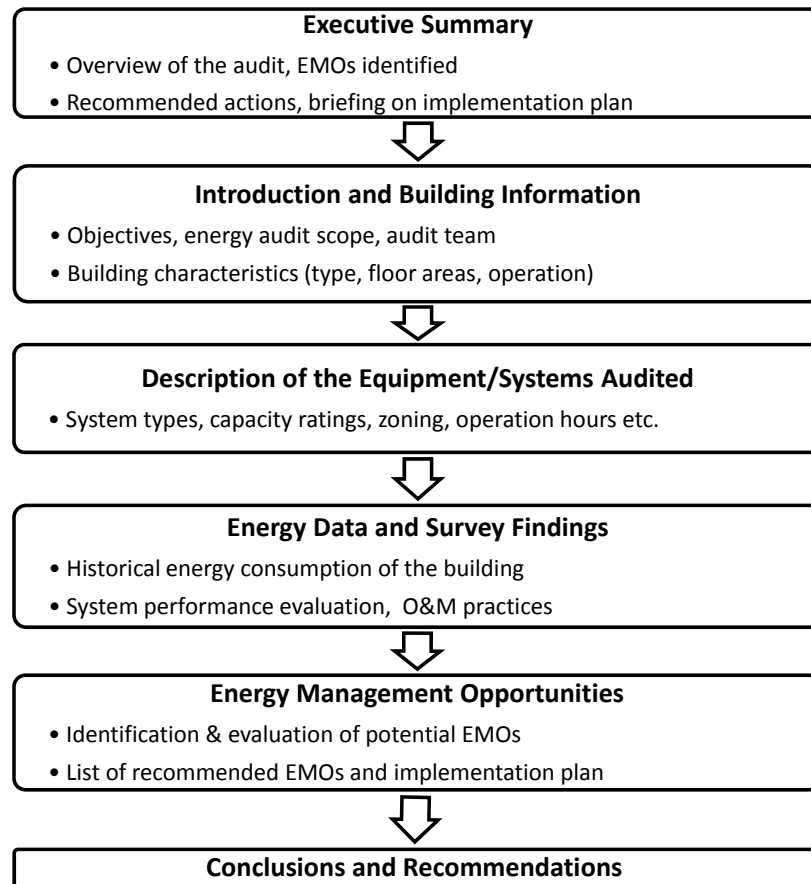 Executive Summary
• Overview of the audit, EMOs identified
• Recommended actions, briefing on implementation plan
Introduction and Building Information
• Objectives, energy audit scope, audit team
• Building characteristics (type, floor areas, operation)
Description of the Equipment/Systems Audited
• System types, capacity ratings, zoning, operation hours etc.
Energy Data and Survey Findings
• Historical energy consumption of the building
• System performance evaluation,  O&M practices
Energy Management Opportunities
• Identification & evaluation of potential EMOs
• List of recommended EMOs and implementation plan
Conclusions and Recommendations